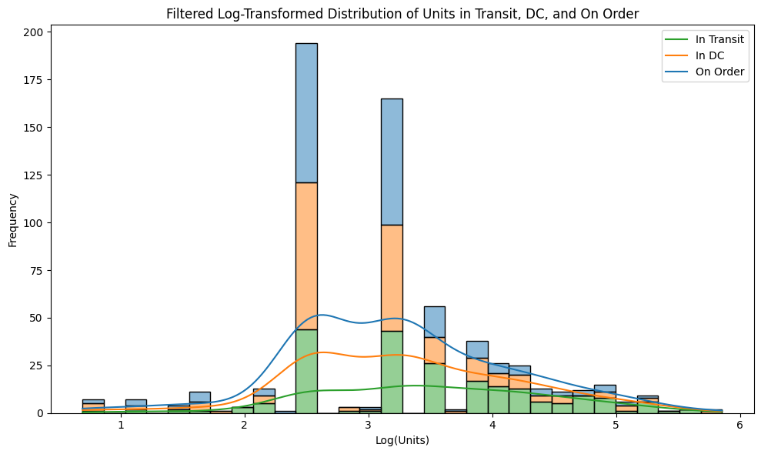 Filtered Log-Transformed Distribution of Units in Transit, DC, and On Order
In Transit
In DC
On Order
Frequency
200
175
150
125
100
75
50
25
0
1 2 3 4 5 6
Log(Units)